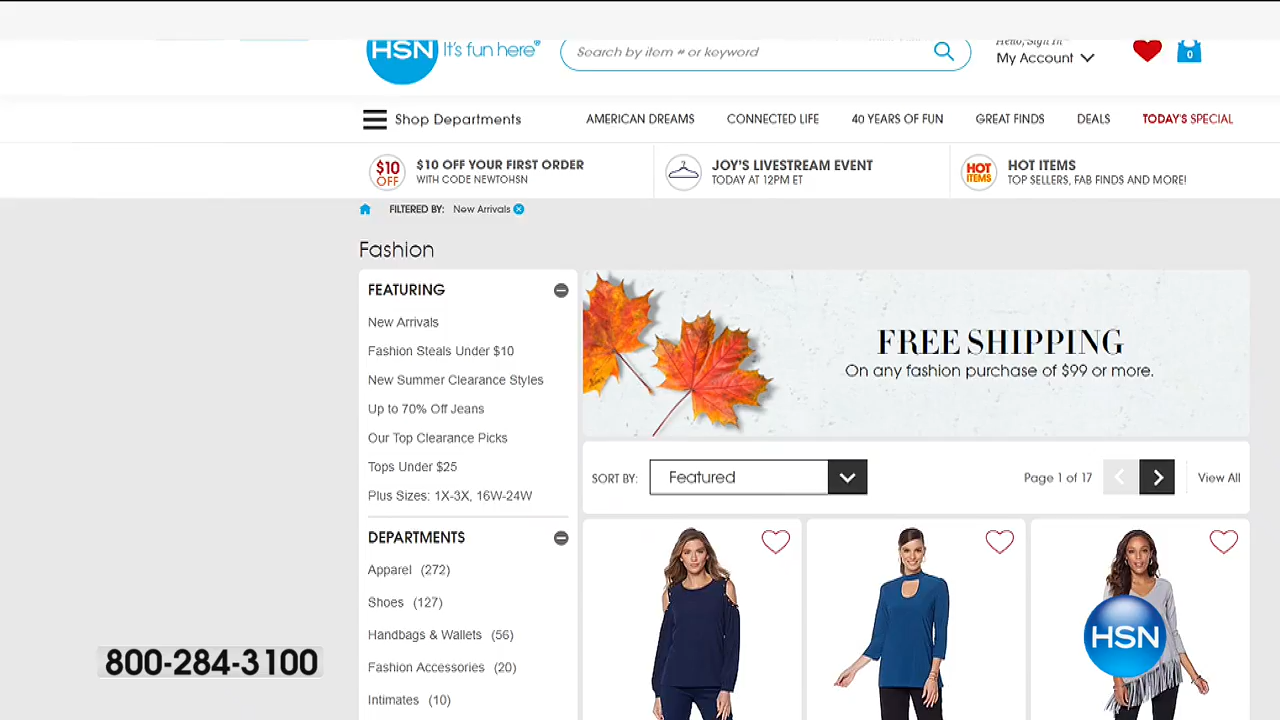 HSN It's fun here®
Search by item # or keyword
Hello, Sign In
My Account
0
Shop Departments
AMERICAN DREAMS
CONNECTED LIFE
40 YEARS OF FUN
GREAT FINDS
DEALS
TODAY'S SPECIAL
$10
OFF
$10 OFF YOUR FIRST ORDER
WITH CODE NEWTOHSN
JOY'S LIVESTREAM EVENT
TODAY AT 12PM ET
HOT
ITEMS
HOT ITEMS
TOP SELLERS, FAB FINDS AND MORE!
FILTERED BY: New Arrivals
Fashion
FEATURING
New Arrivals
Fashion Steals Under $10
New Summer Clearance Styles
Up to 70% Off Jeans
Our Top Clearance Picks
Tops Under $25
Plus Sizes: 1X-3X, 16W-24W
DEPARTMENTS
Apparel (272)
Shoes (127)
Handbags & Wallets (56)
Fashion Accessories (20)
Intimates (10)
FREE SHIPPING
On any fashion purchase of $99 or more.
SORT BY: Featured
Page 1 of 17
View All
HSN
800-284-3100